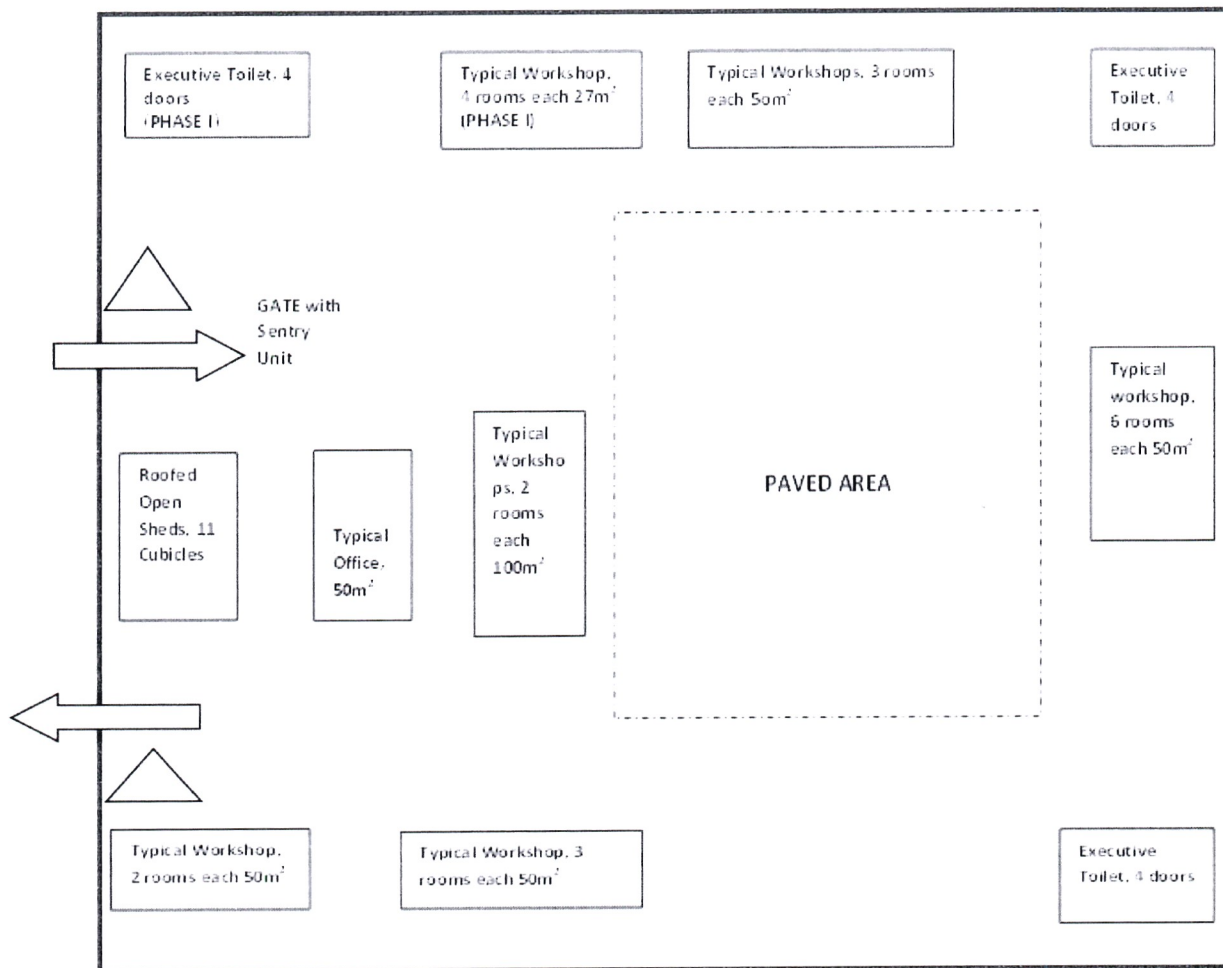 Executive Toilet, 4
doors
(PHASE I)
Typical Workshop,
4 rooms each 27m²
(PHASE I)
Typical Workshops, 3 rooms
each 5om²
Executive
Toilet, 4
doors
GATE with
Sentry
Unit
Roofed
Open
Sheds, 11
Cubicles
Typical
Office,
50m²
Typical
Worksho
ps, 2
rooms
each
100m²
PAVED AREA
Typical
workshop,
6 rooms
each 50m²
Typical Workshop,
2 rooms each 50m²
Typical Workshop, 3
rooms each 50m²
Executive
Toilet, 4 doors